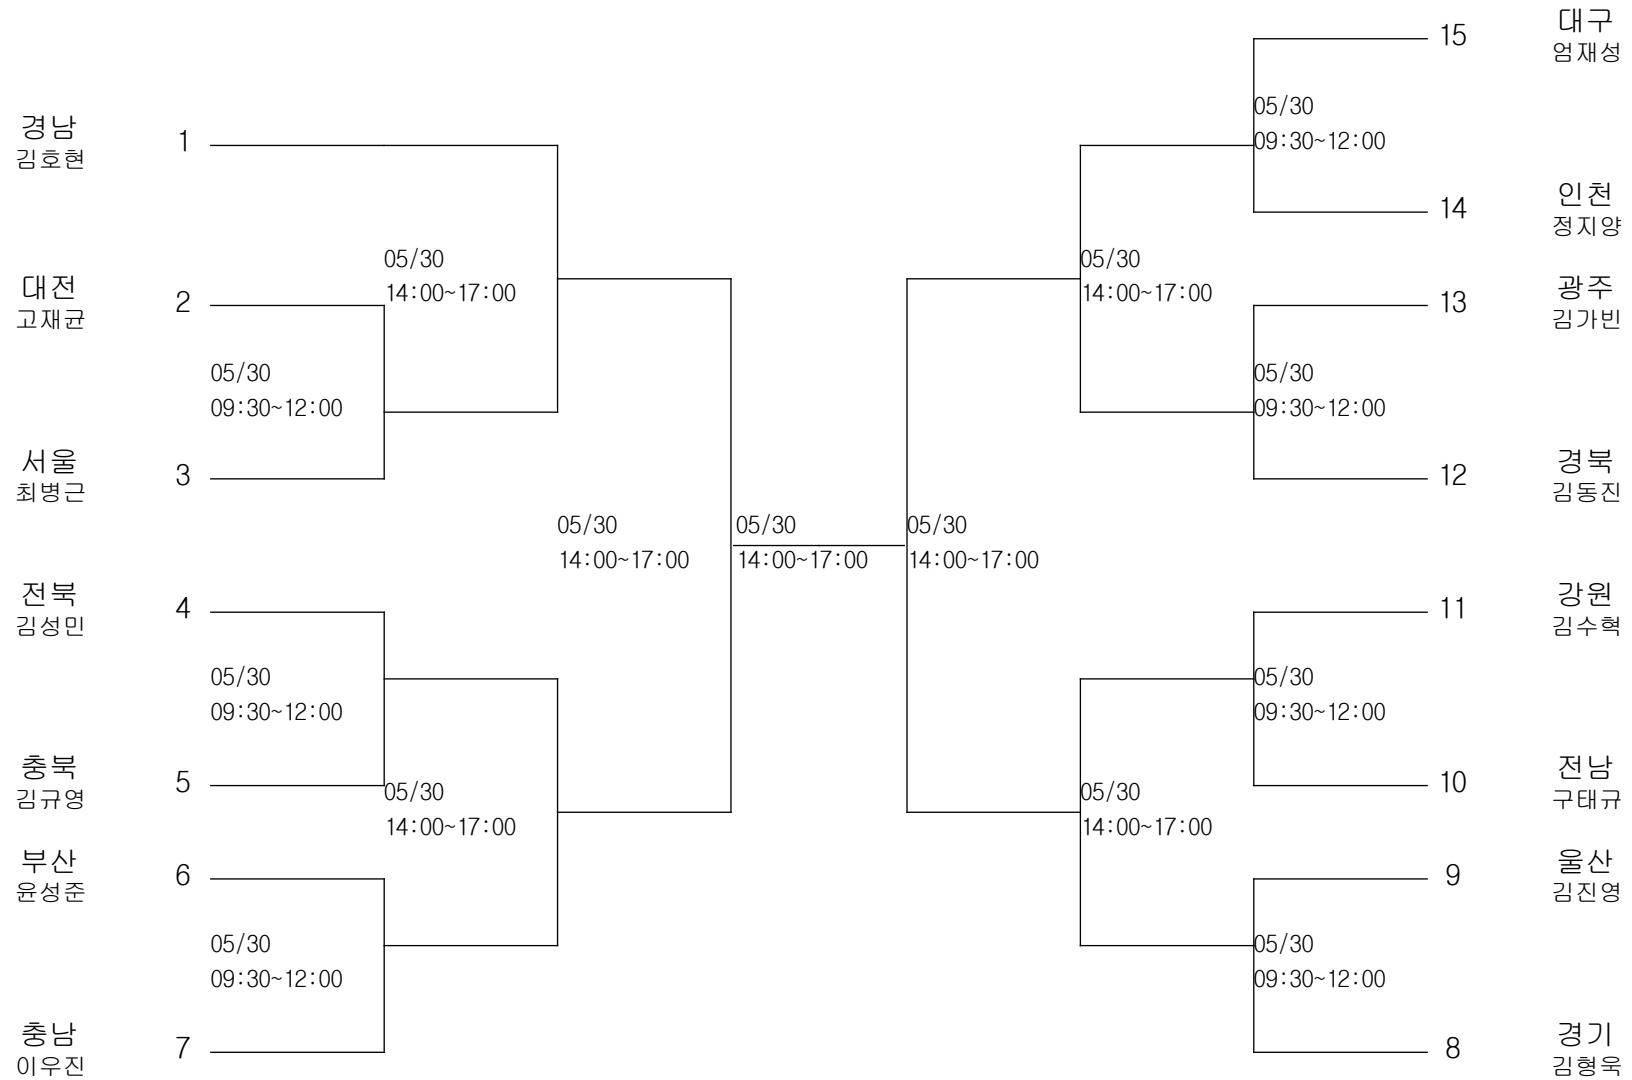 경남
김호현
1
대전
고재균
2
서울
최병근
3
전북
김성민
4
충북
김규영
5
부산
윤성준
6
충남
이우진
7
05/30
09:30~12:00
05/30
09:30~12:00
05/30
09:30~12:00
05/30
14:00~17:00
05/30
14:00~17:00
05/30
14:00~17:00
05/30
14:00~17:00
05/30
14:00~17:00
05/30
14:00~17:00
05/30
14:00~17:00
05/30
09:30~12:00
05/30
09:30~12:00
05/30
09:30~12:00
05/30
09:30~12:00
15
대구
엄재성
14
인천
정지양
13
광주
김가빈
12
경북
김동진
11
강원
김수혁
10
전남
구태규
9
울산
김진영
8
경기
김형욱